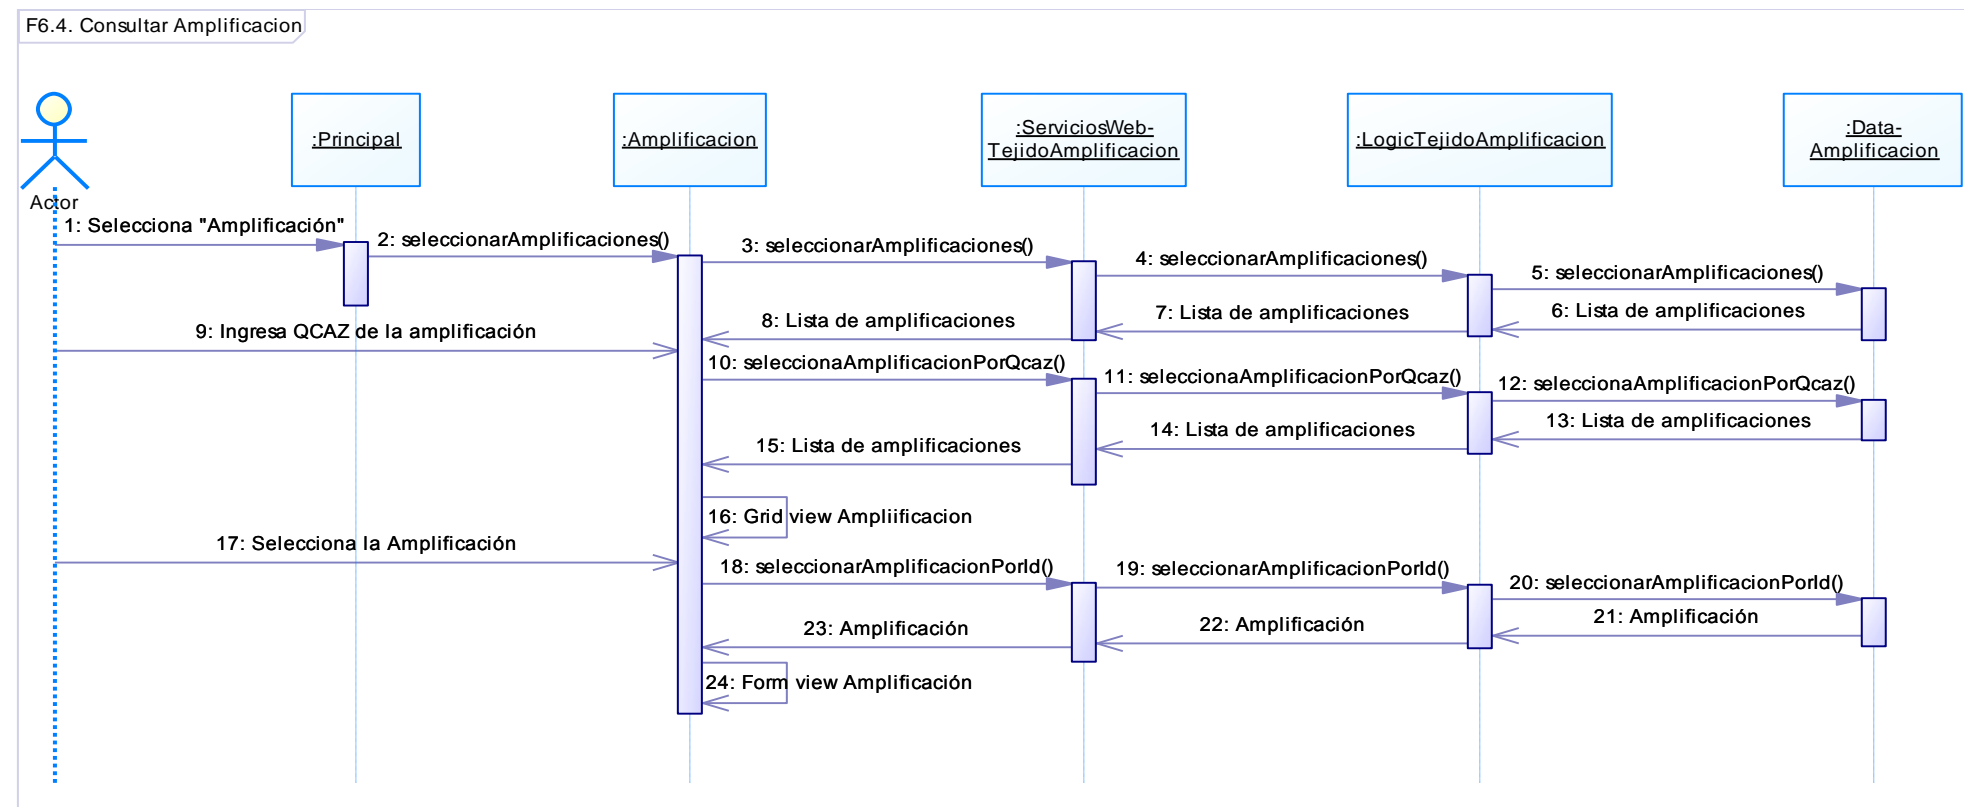 F6.4. Consultar Amplificacion
:Principal
:Amplificacion
:ServiciosWeb-
TejidoAmplificacion
:LogicTejidoAmplificacion
:Data-
Amplificacion
Actor
1: Selecciona "Amplificación"
2: seleccionarAmplificaciones()
3: seleccionarAmplificaciones()
4: seleccionarAmplificaciones()
5: seleccionarAmplificaciones()
6: Lista de amplificaciones
7: Lista de amplificaciones
8: Lista de amplificaciones
9: Ingresa QCAZ de la amplificación
10: seleccionaAmplificacionPorQcaz()
11: seleccionaAmplificacionPorQcaz()
12: seleccionaAmplificacionPorQcaz()
13: Lista de amplificaciones
14: Lista de amplificaciones
15: Lista de amplificaciones
16: Grid view Ampliificacion
17: Selecciona la Amplificación
18: seleccionarAmplificacionPorId()
19: seleccionarAmplificacionPorId()
20: seleccionarAmplificacionPorId()
21: Amplificación
22: Amplificación
23: Amplificación
24: Form view Amplificación